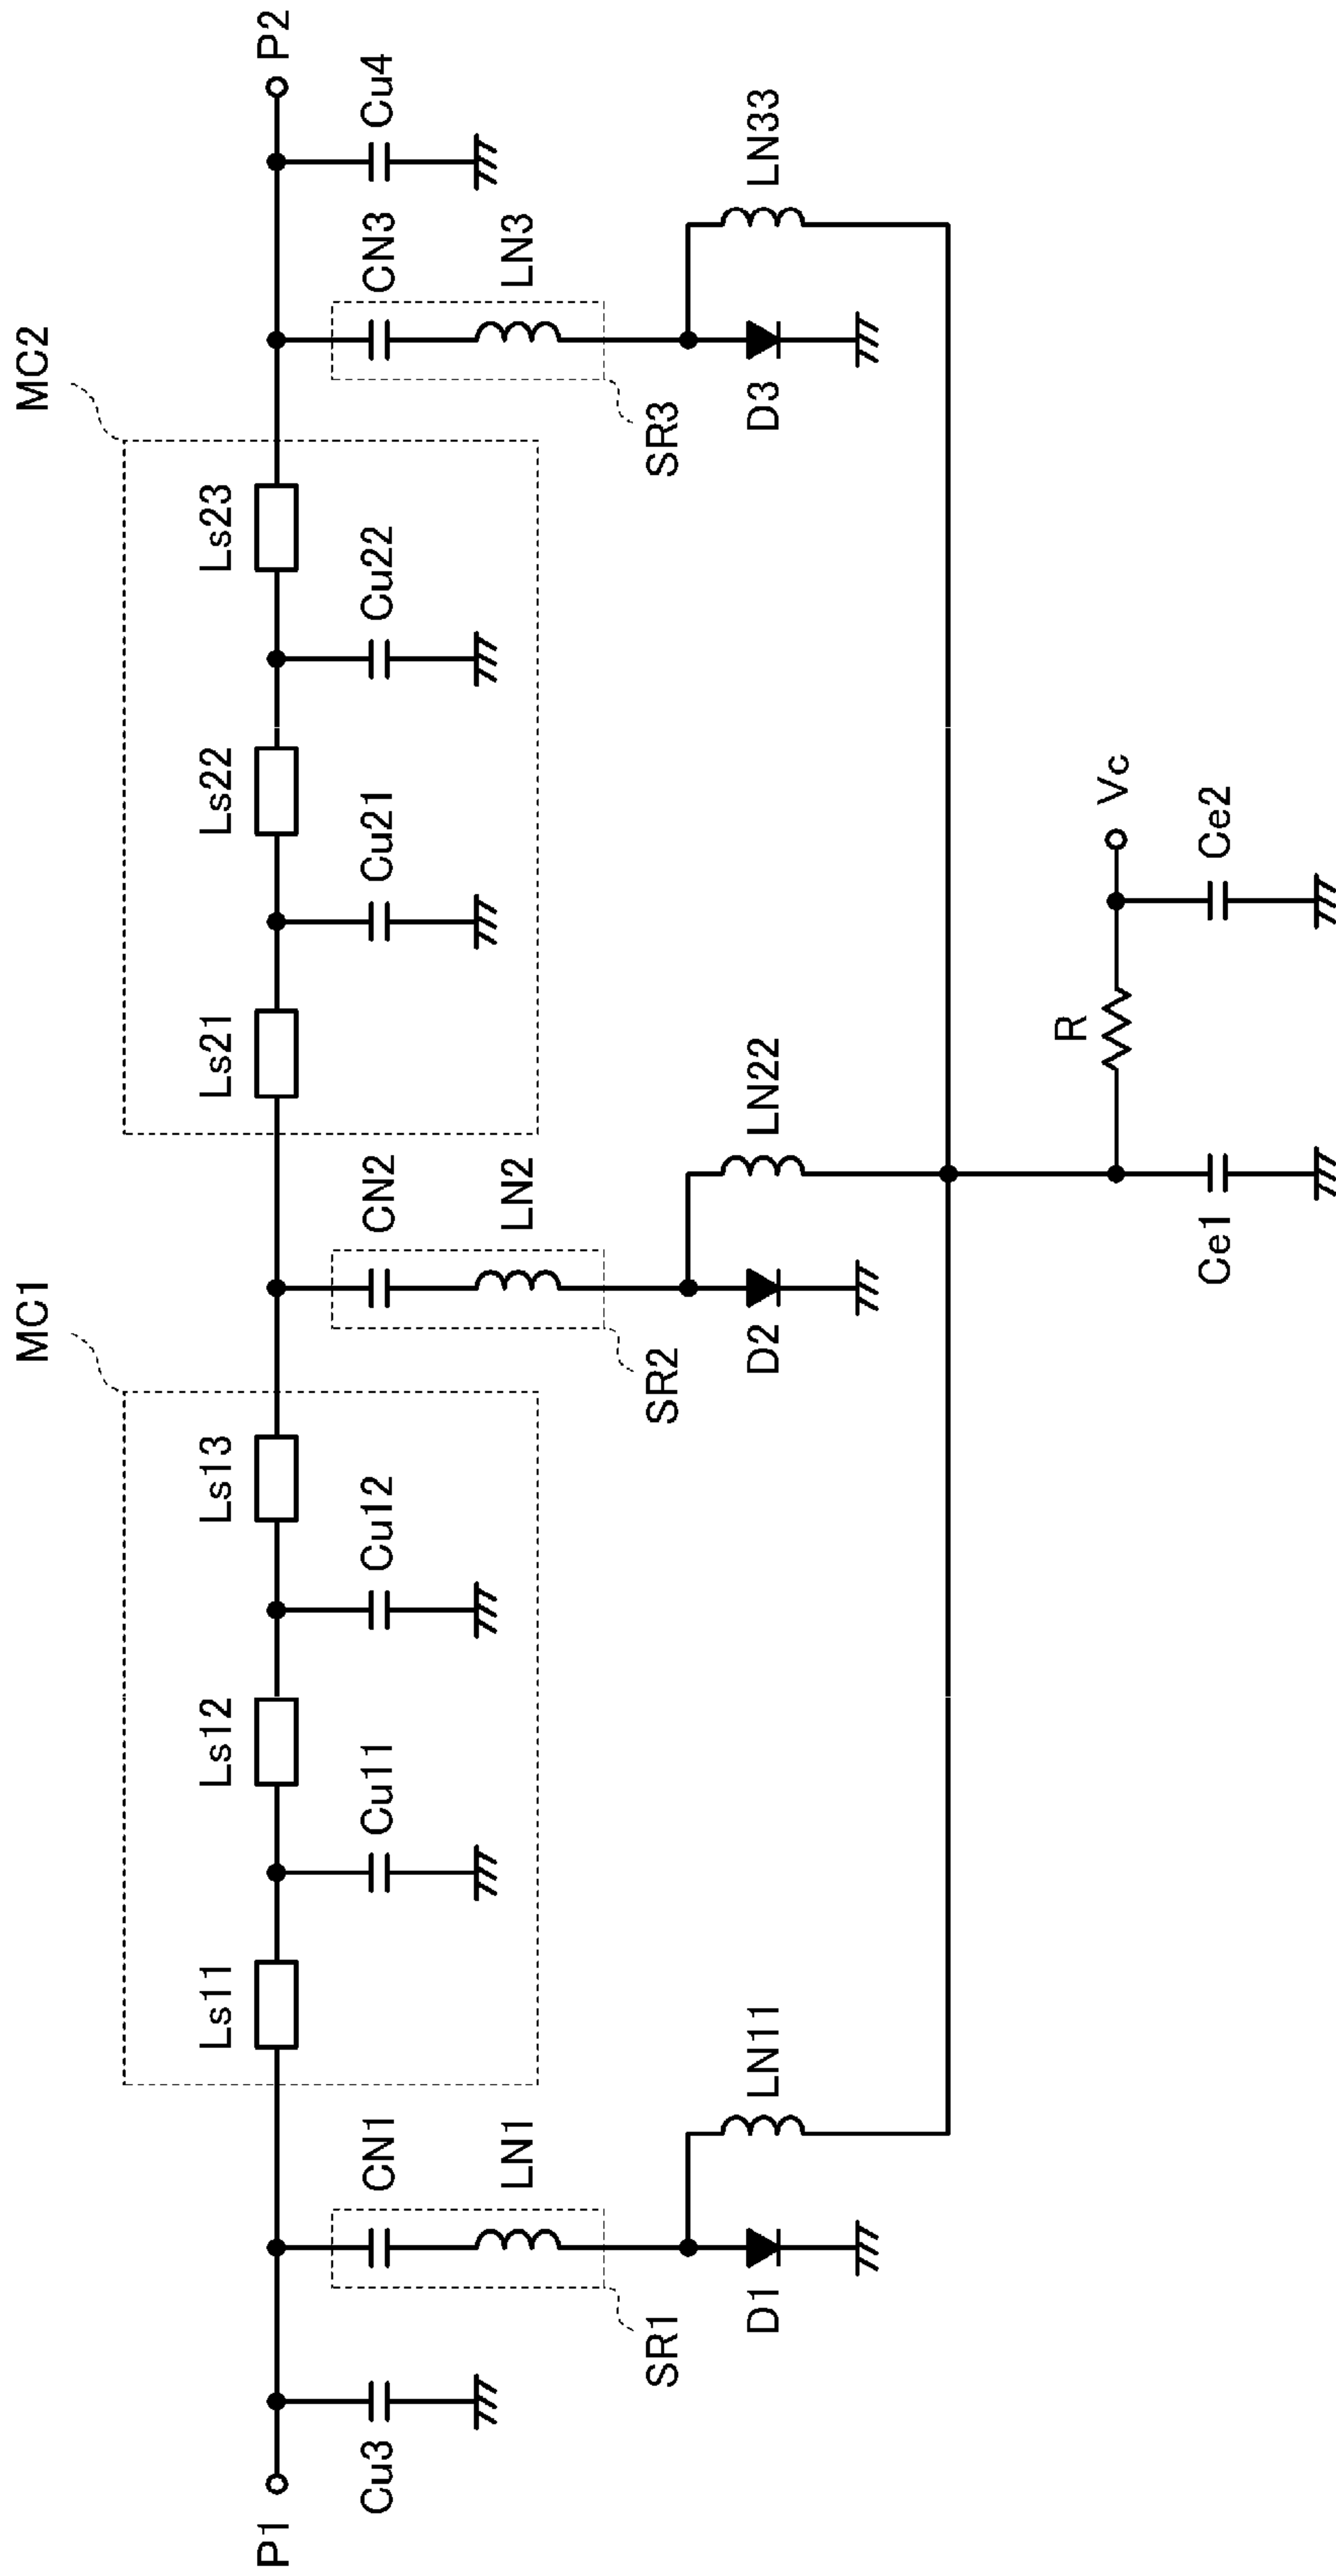 MC1
MC2
Ls11
Ls12
Ls13
Ls21
Ls22
Ls23
P1
P2
Cu3
CN1
Cu11
Cu12
CN2
Cu21
Cu22
CN3
Cu4
LN1
LN2
LN3
SR1
SR2
SR3
D1
LN11
D2
LN22
D3
LN33
R
Vc
Ce1
Ce2